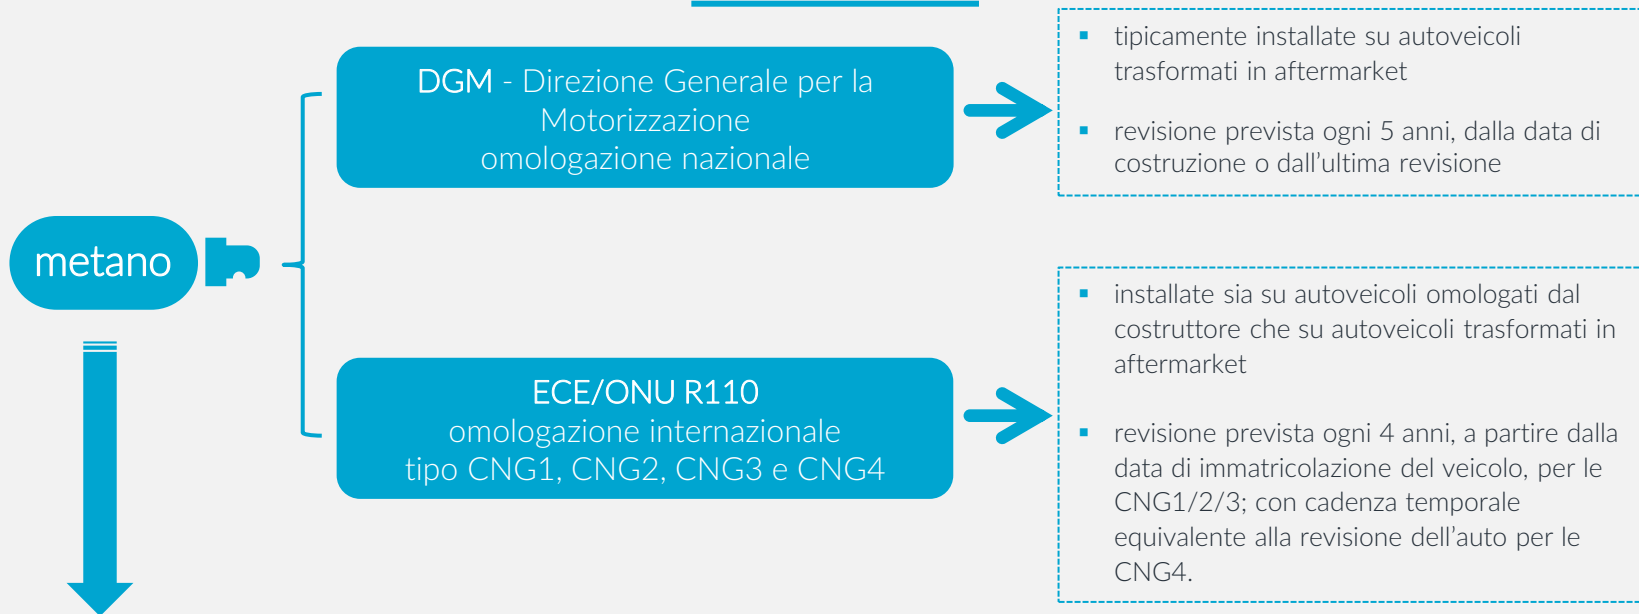 metano
DGM - Direzione Generale per la
Motorizzazione
omologazione nazionale
▪ tipicamente installate su autoveicoli
trasformati in aftermarket
▪ revisione prevista ogni 5 anni, dalla data di
costruzione o dall'ultima revisione
ECE/ONU R110
omologazione internazionale
tipo CNG1, CNG2, CNG3 e CNG4
▪ installate sia su autoveicoli omologati dal
costruttore che su autoveicoli trasformati in
aftermarket
▪ revisione prevista ogni 4 anni, a partire dalla
data di immatricolazione del veicolo, per le
CNG1/2/3; con cadenza temporale
equivalente alla revisione dell'auto per le
CNG4.